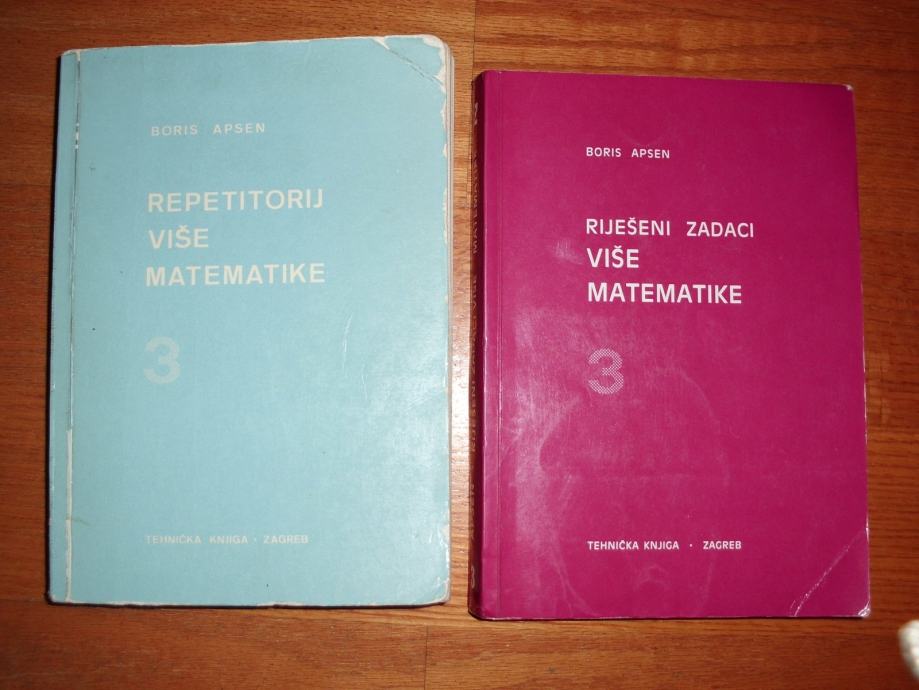 BORIS APSEN
REPETITORIJ
VIŠE
MATEMATIKE
3
TEHNIČKA KNJIGA · ZAGREB
BORIS APSEN
RIJEŠENI ZADACI
VIŠE
MATEMATIKE
3
TEHNIČKA KNJIGA · ZAGREB